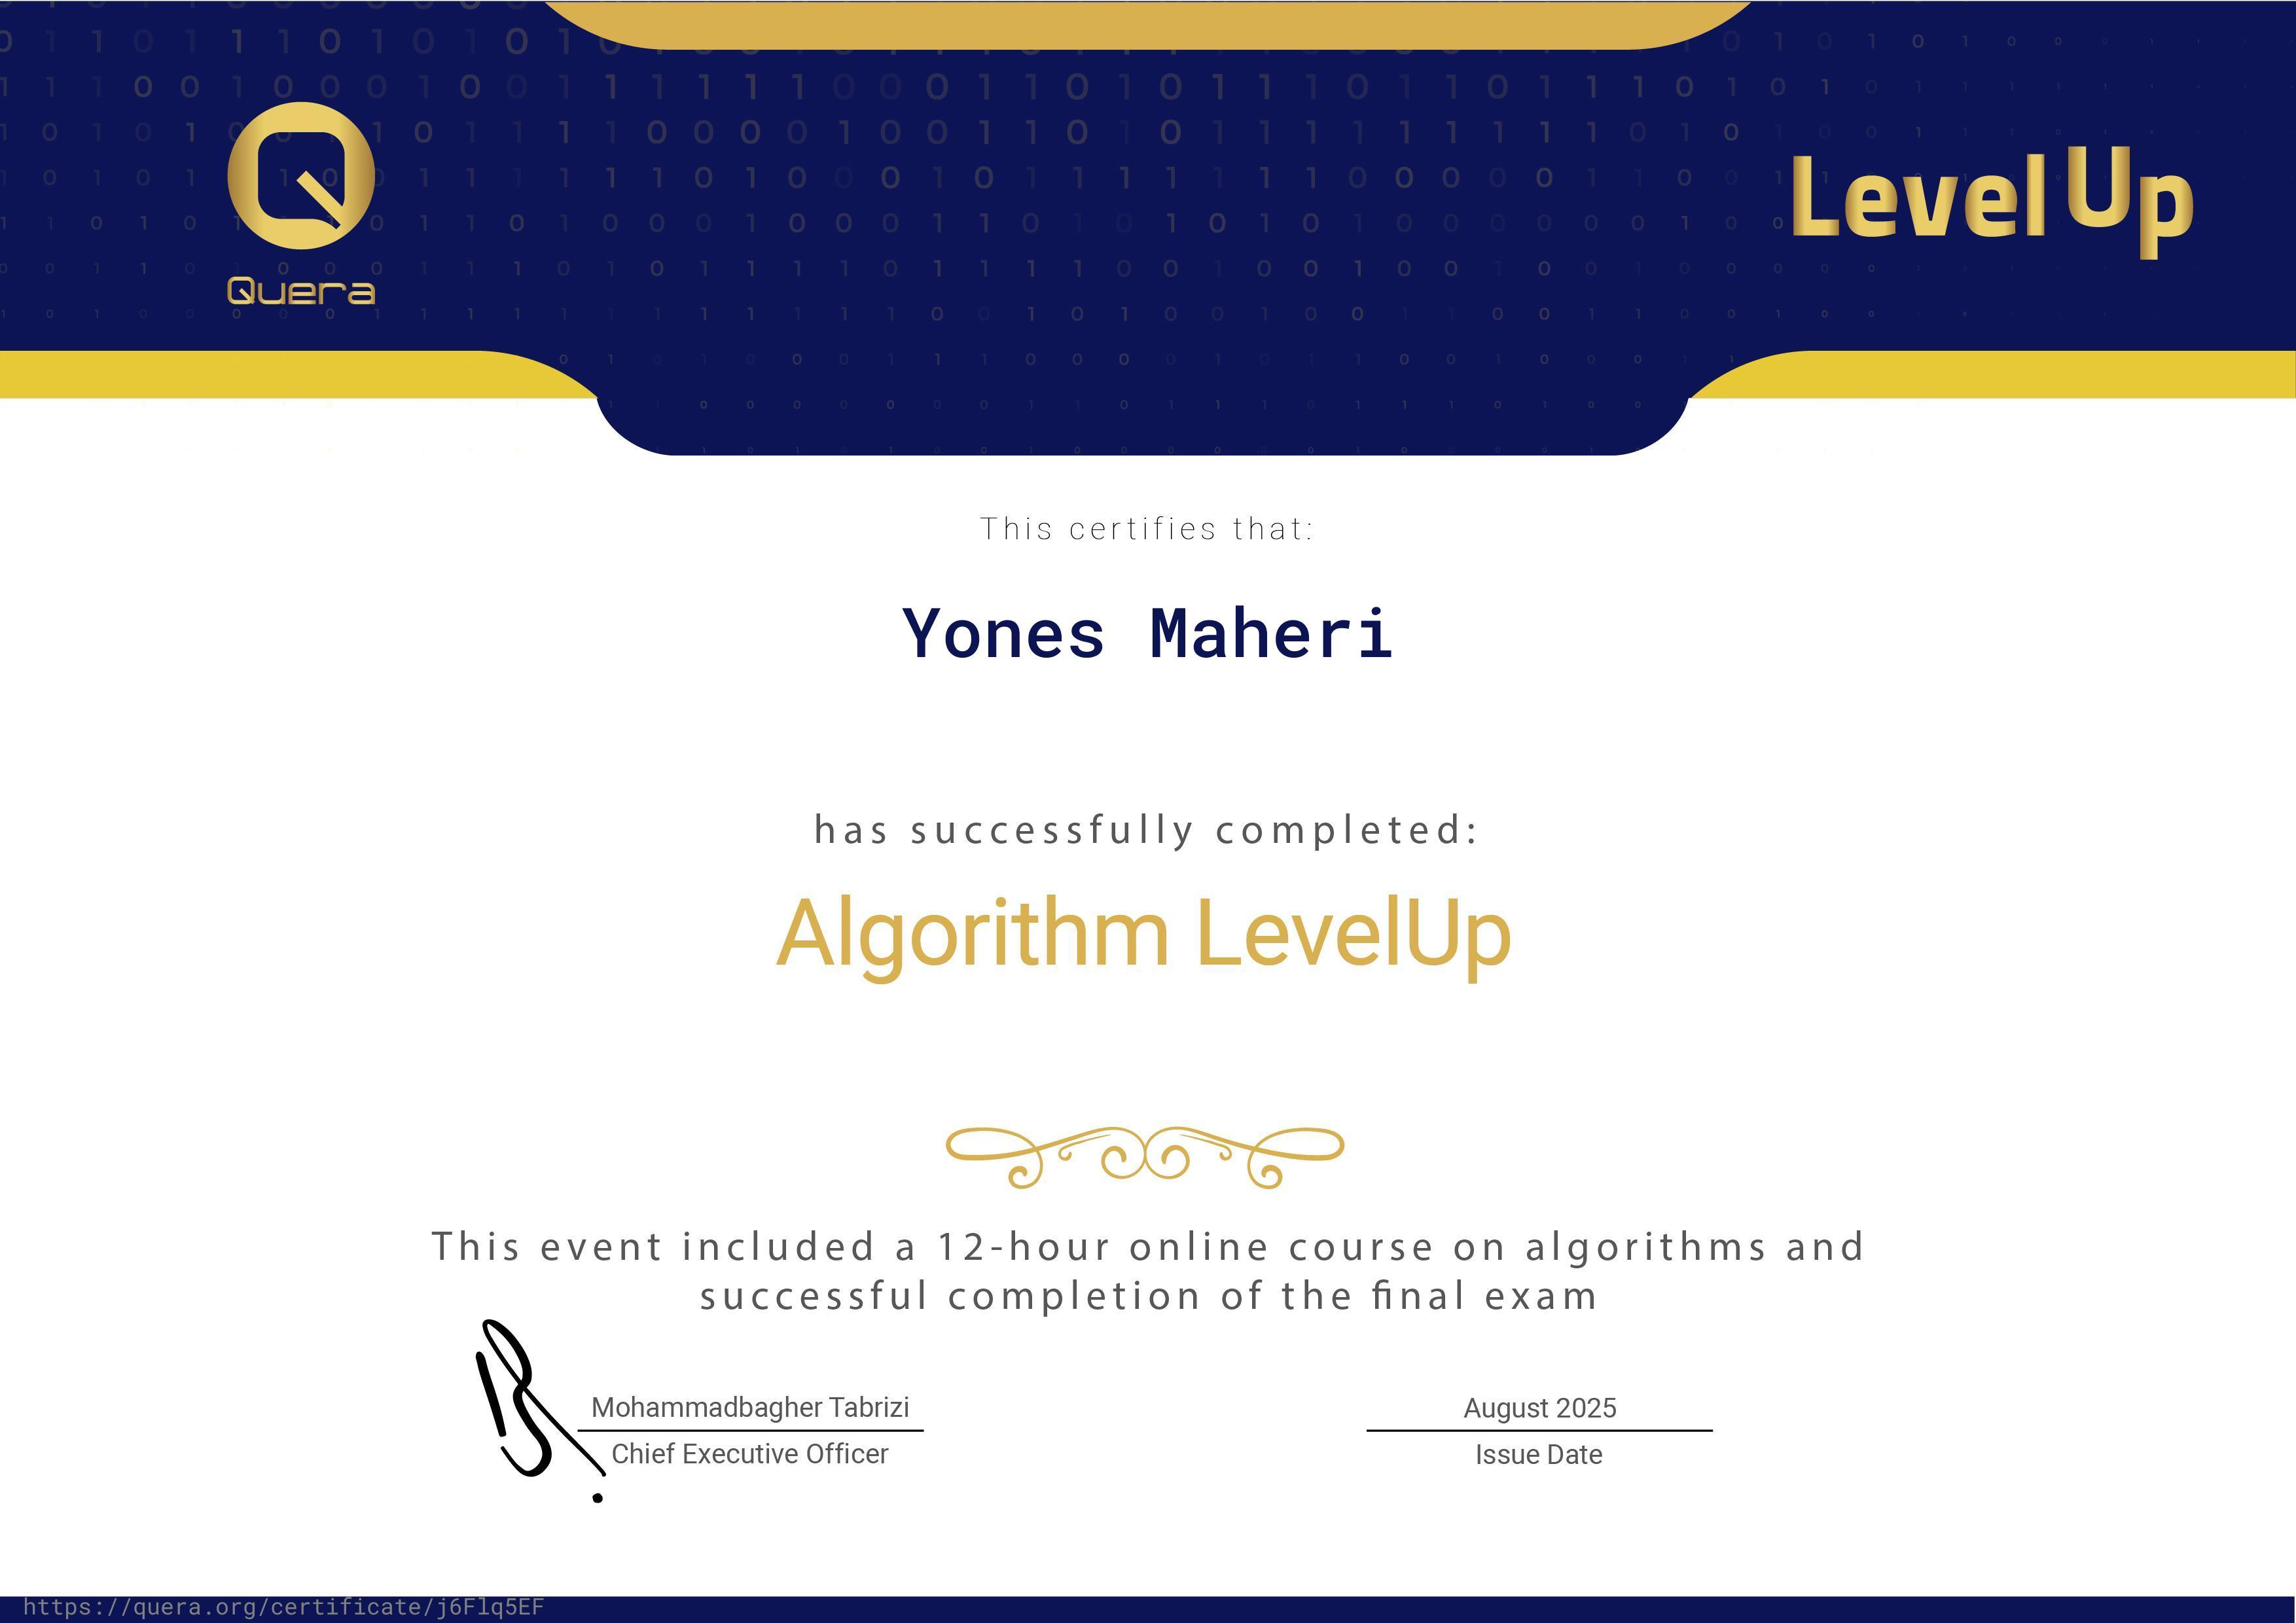 Quera
Level Up
This certifies that:
Yones Maheri
has successfully completed:
Algorithm LevelUp
This event included a 12-hour online course on algorithms and
successful completion of the final exam
Mohammadbagher Tabrizi
Chief Executive Officer
August 2025
Issue Date
https://quera.org/certificate/j6Flq5EF